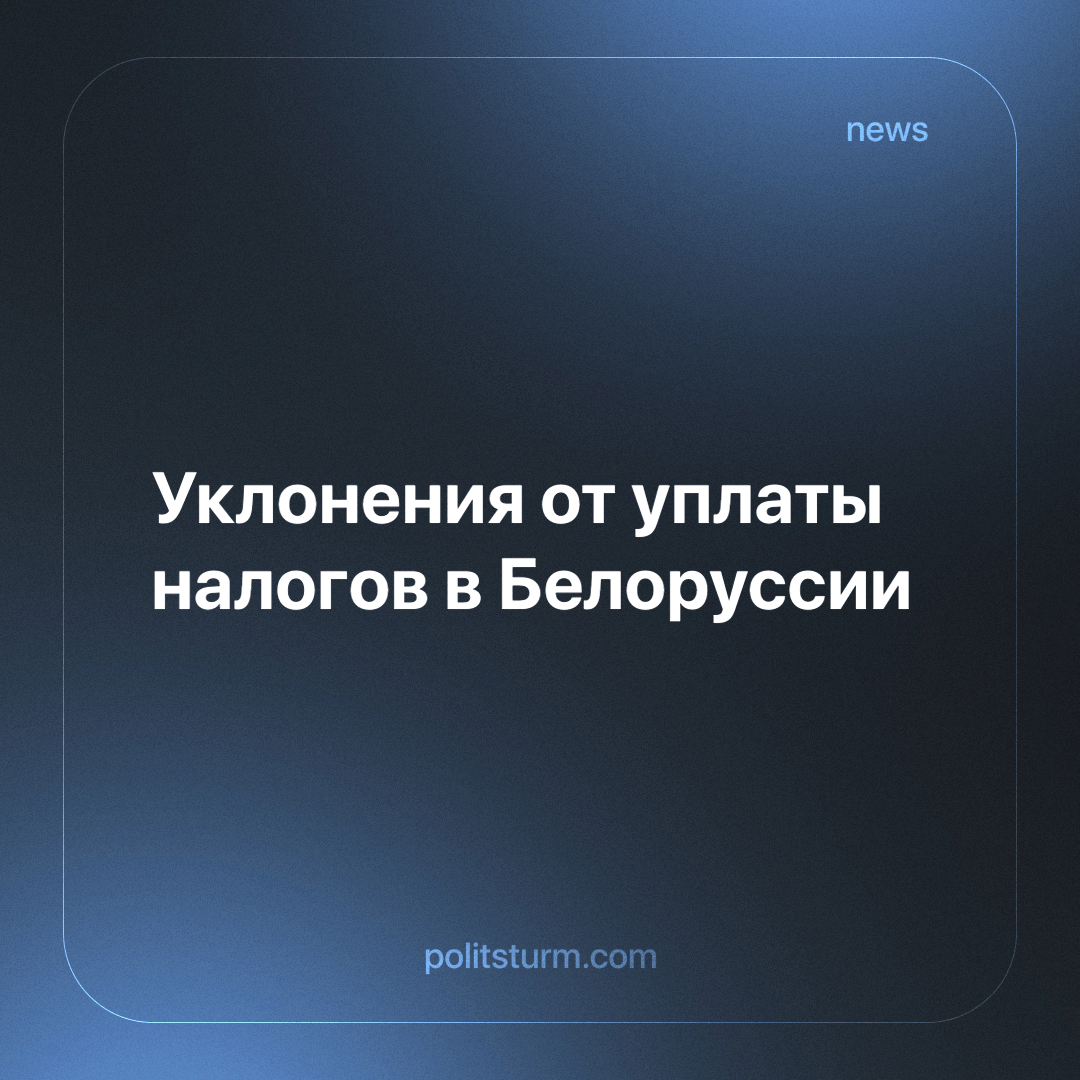 news
Уклонения от уплаты
налогов в Белоруссии
politsturm.com